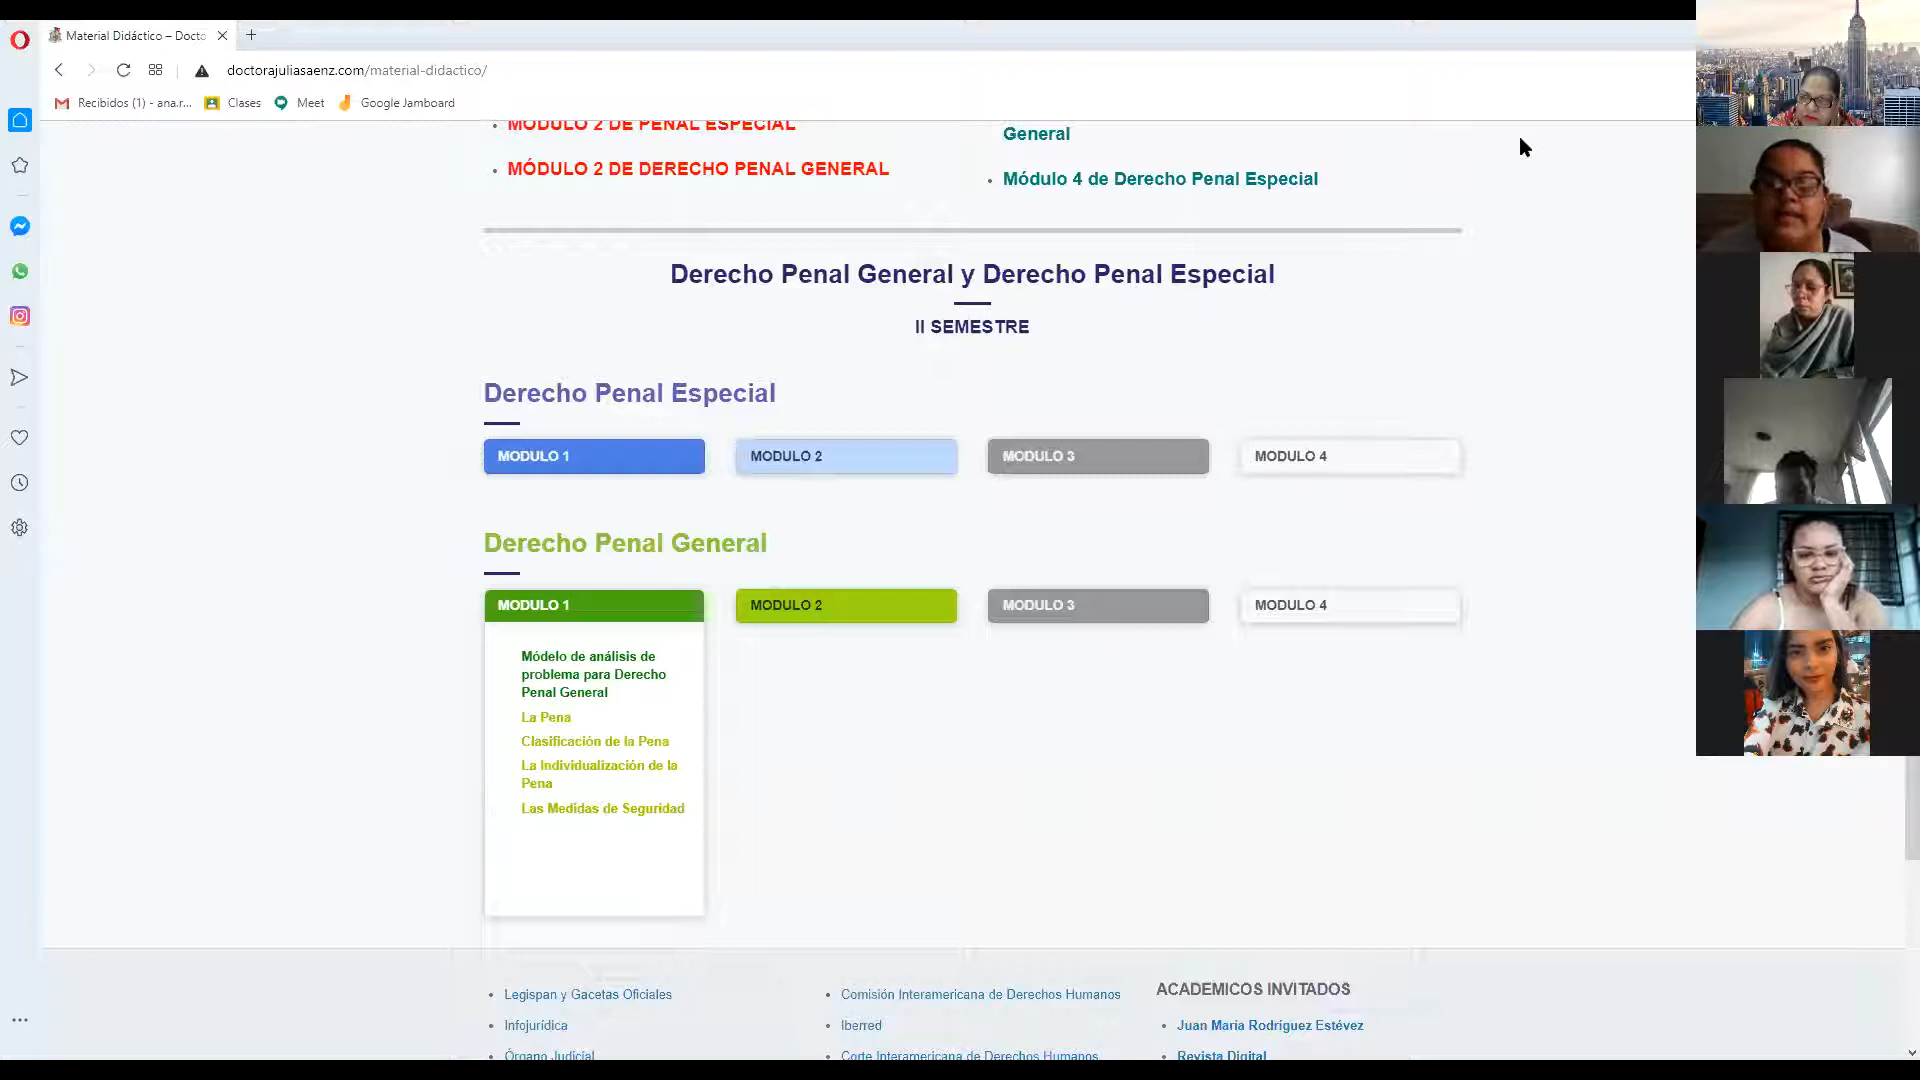 Material Didáctico – Docto
doctorajuliasaenz.com/material-didactico/
Recibidos (1) - ana.r...
Clases
Meet
Google Jamboard
MÓDULO 2 DE PENAL ESPECIAL
MÓDULO 2 DE DERECHO PENAL GENERAL
General
Módulo 4 de Derecho Penal Especial
Derecho Penal General y Derecho Penal Especial
II SEMESTRE
Derecho Penal Especial
MODULO 1
MODULO 2
MODULO 3
MODULO 4
Derecho Penal General
MODULO 1
MODULO 2
MODULO 3
MODULO 4
Módelo de análisis de
problema para Derecho
Penal General
La Pena
Clasificación de la Pena
La Individualización de la
Pena
Las Medidas de Seguridad
Legispan y Gacetas Oficiales
Infojurídica
Órgano Judicial
Comisión Interamericana de Derechos Humanos
Iberred
Corte Interamericana de Derechos Humanos
ACADEMICOS INVITADOS
Juan María Rodríguez Estévez
Revista Digital